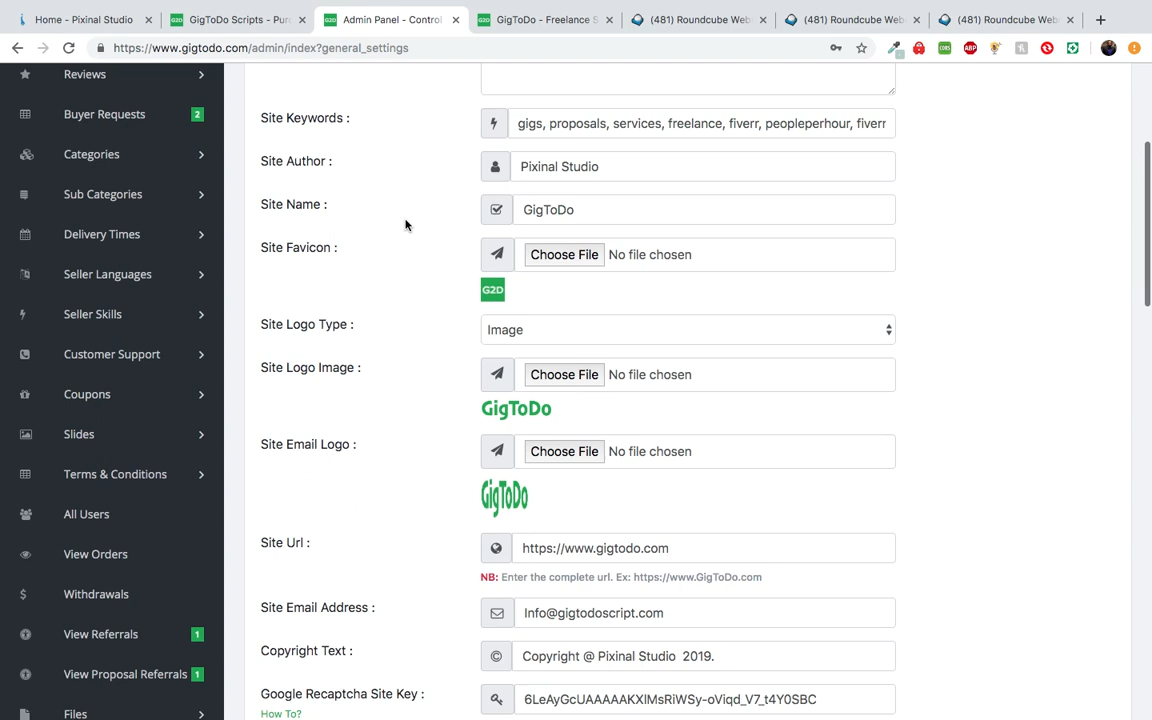 Home - Pixinal Studio
GigToDo Scripts - Pur
Admin Panel - Control
GigToDo - Freelance S
(481) Roundcube Web
(481) Roundcube Web
(481) Roundcube Web
https://www.gigtodo.com/admin/index?general_settings
ABP
Reviews
Buyer Requests 2
Categories
Sub Categories
Delivery Times
Seller Languages
Seller Skills
Customer Support
Coupons
Slides
Terms & Conditions
All Users
View Orders
Withdrawals
View Referrals 1
View Proposal Referrals 1
Files
Site Keywords : gigs, proposals, services, freelance, fiverr, peopleperhour, fiverr
Site Author : Pixinal Studio
Site Name : GigToDo
Site Favicon : Choose File No file chosen
G2D
Site Logo Type : Image
Site Logo Image : Choose File No file chosen
GigToDo
Site Email Logo : Choose File No file chosen
GigToDo
Site Url : https://www.gigtodo.com
NB: Enter the complete url. Ex: https://www.GigToDo.com
Site Email Address : Info@gigtodoscript.com
Copyright Text : © Copyright @ Pixinal Studio 2019.
Google Recaptcha Site Key : 6LeAyGcUAAAAAKXIMsRiWSy-oViqd_V7_t4Y0SBC
How To?